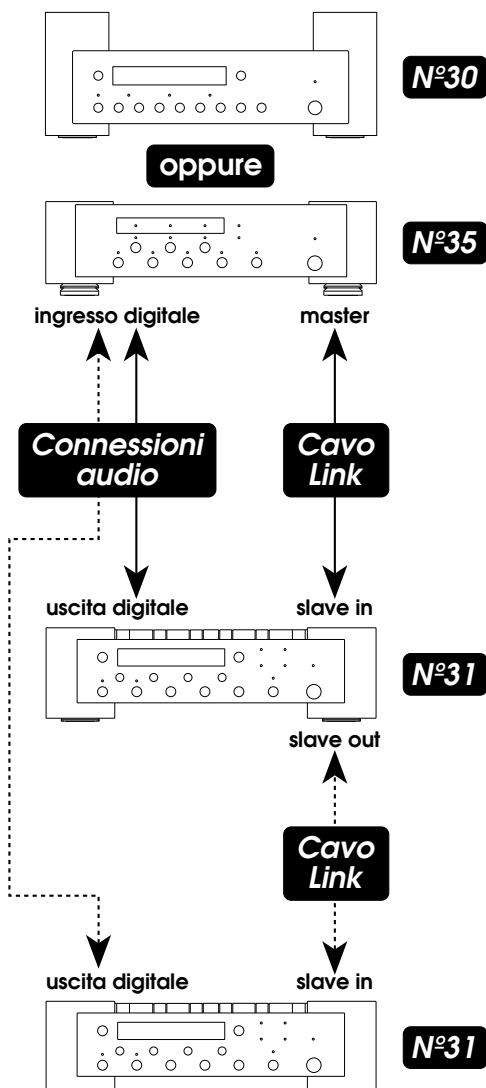 Nº30
oppure
Nº35
ingresso digitale master
Connessioni
audio
Cavo
Link
uscita digitale slave in
Nº31
slave out
Cavo
Link
uscita digitale slave in
Nº31